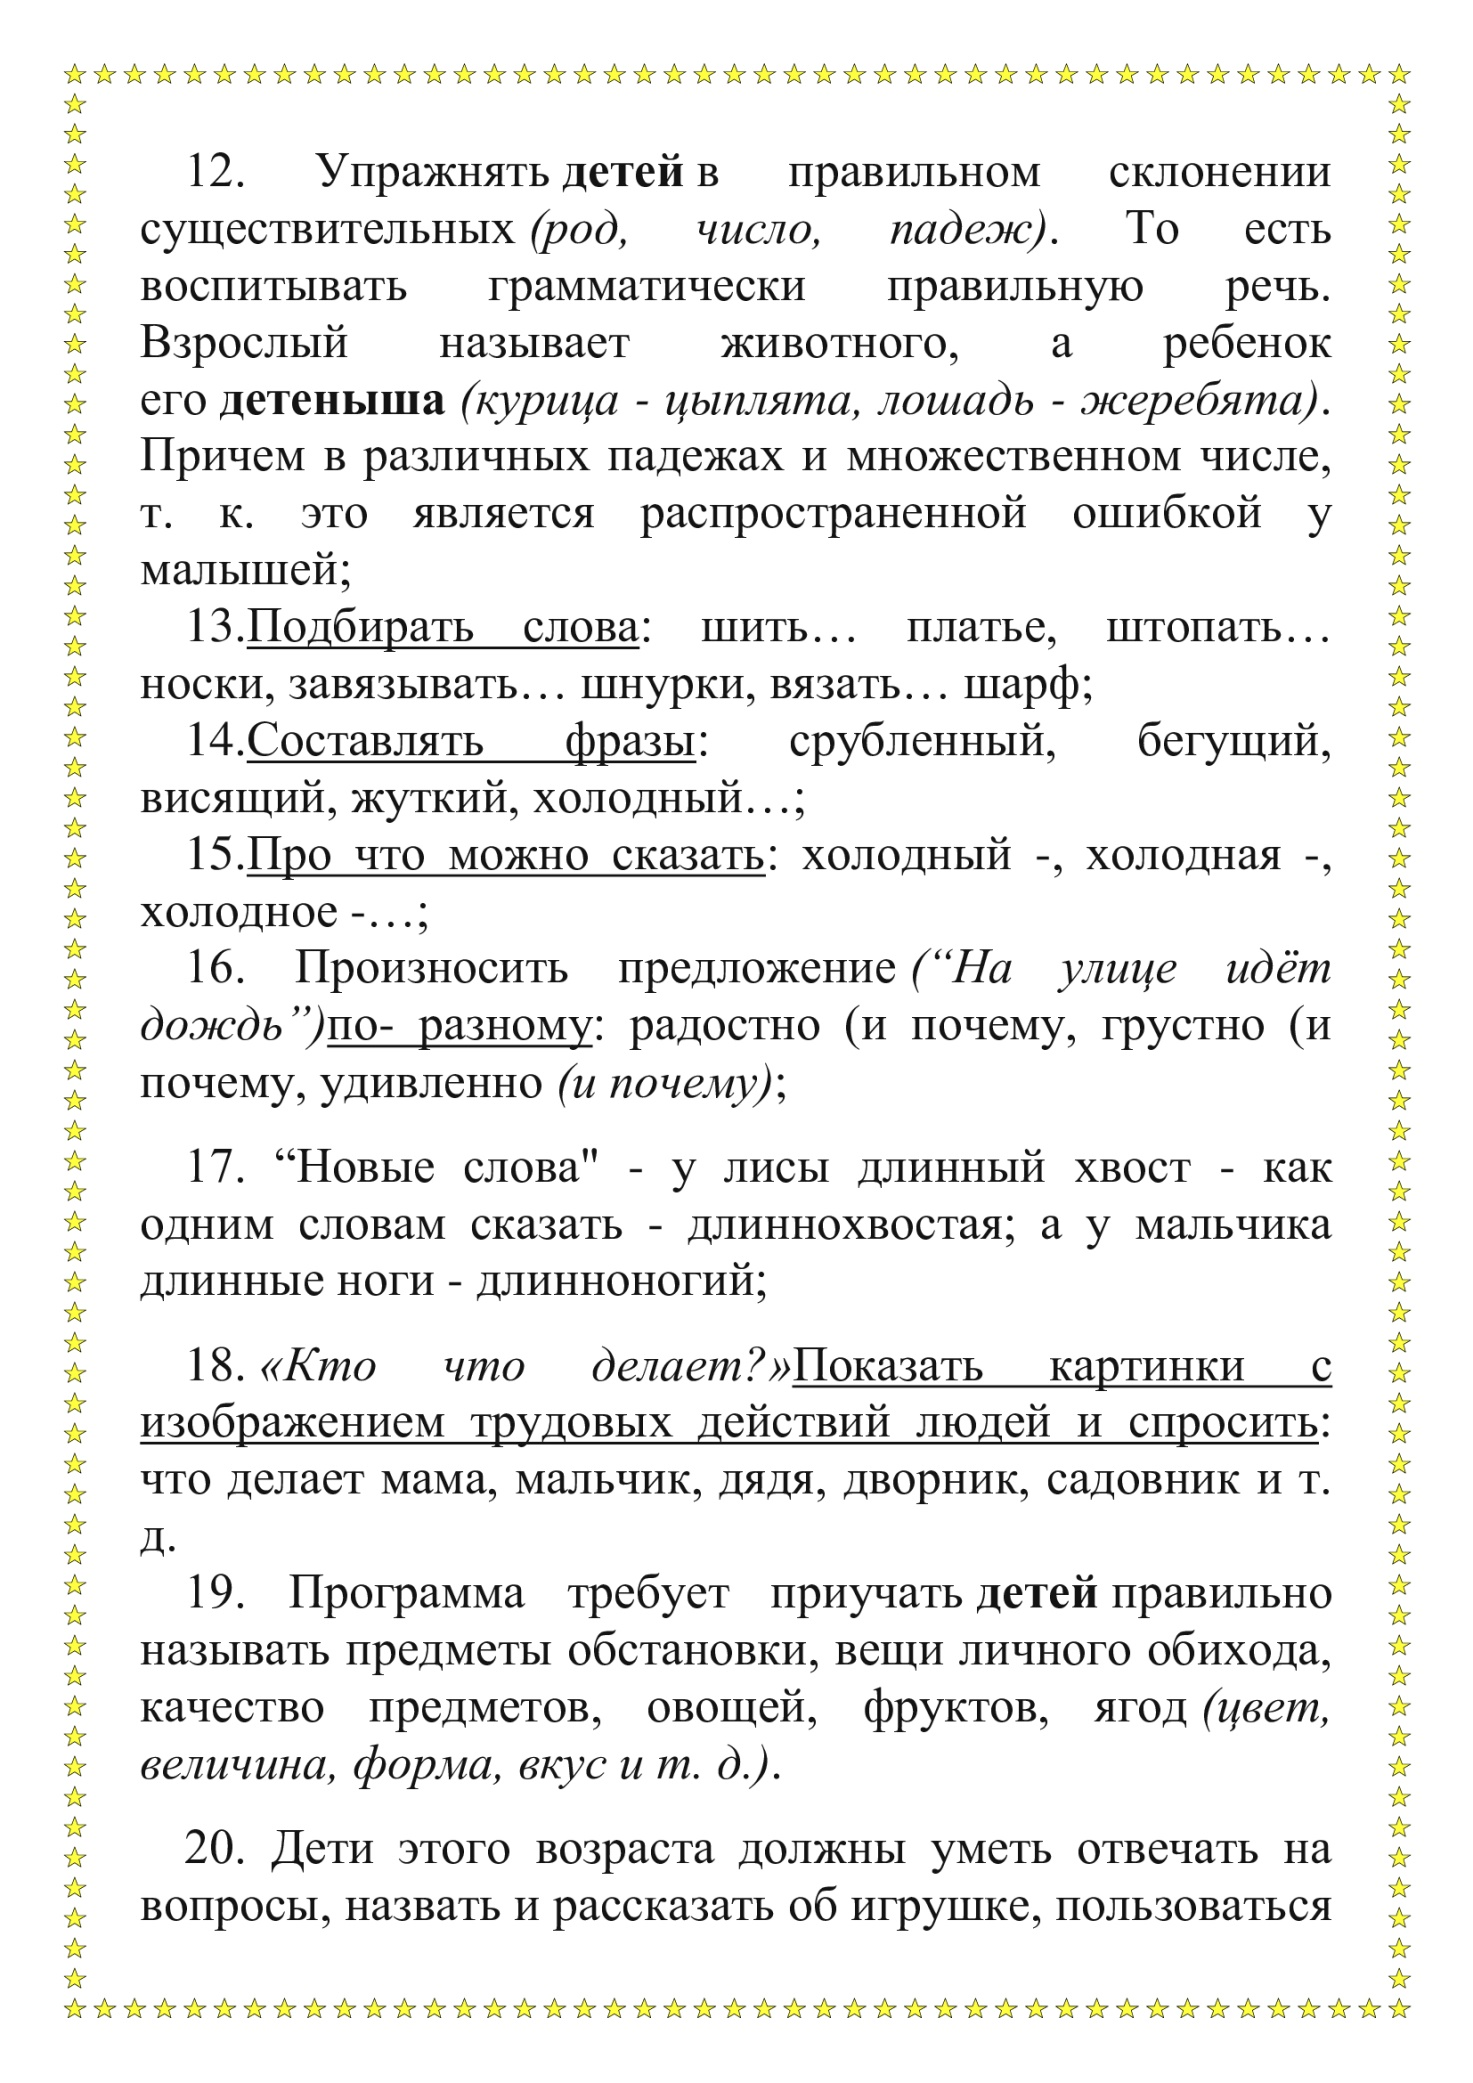 12. Упражнять детей в правильном склонении
существительных (род, число, падеж). То есть
воспитывать грамматически правильную речь.
Взрослый называет животного, а ребенок
его детеныша (курица - цыплята, лошадь - жеребята).
Причем в различных падежах и множественном числе,
т. к. это является распространенной ошибкой у
малышей;
13.Подбирать слова: шить… платье, штопать…
носки, завязывать… шнурки, вязать… шарф;
14.Составлять фразы: срубленный, бегущий,
висящий, жуткий, холодный…;
15.Про что можно сказать: холодный -, холодная -,
холодное -…;
16. Произносить предложение (“На улице идёт
дождь”)по- разному: радостно (и почему, грустно (и
почему, удивленно (и почему);
17. “Новые слова" - у лисы длинный хвост - как
одним словам сказать - длиннохвостая; а у мальчика
длинные ноги - длинноногий;
18. «Кто что делает?»Показать картинки с
изображением трудовых действий людей и спросить:
что делает мама, мальчик, дядя, дворник, садовник и т.
д.
19. Программа требует приучать детей правильно
называть предметы обстановки, вещи личного обихода,
качество предметов, овощей, фруктов, ягод (цвет,
величина, форма, вкус и т. д.).
20. Дети этого возраста должны уметь отвечать на
вопросы, назвать и рассказать об игрушке, пользоваться